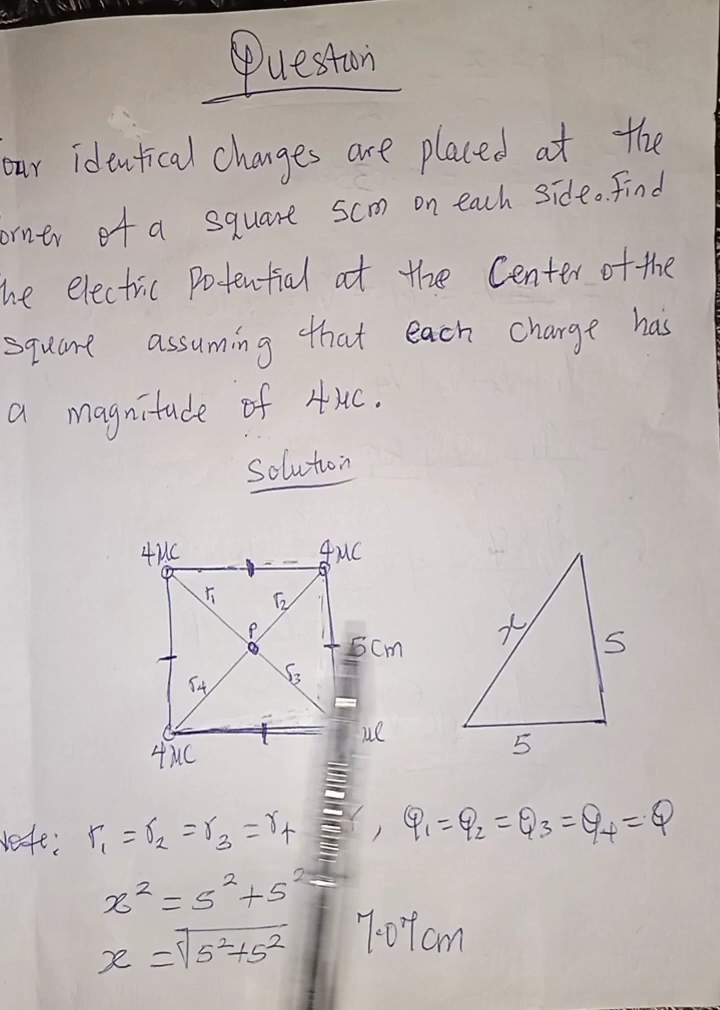 Question
our identical charges are placed at the
orner of a square 5cm on each side. find
he electric potential at the center of the
square assuming that each charge has
a magnitude of 4μC.
Solution
4μC 4μC
r₁ r₂
P
5cm x 5
r₄ r₃
4μC μC
5
Note: r₁ = r₂ = r₃ = r₄ , Q₁ = Q₂ = Q₃ = Q₄ = Q
x² = 5² + 5²
x = √5²+5² 7.07cm